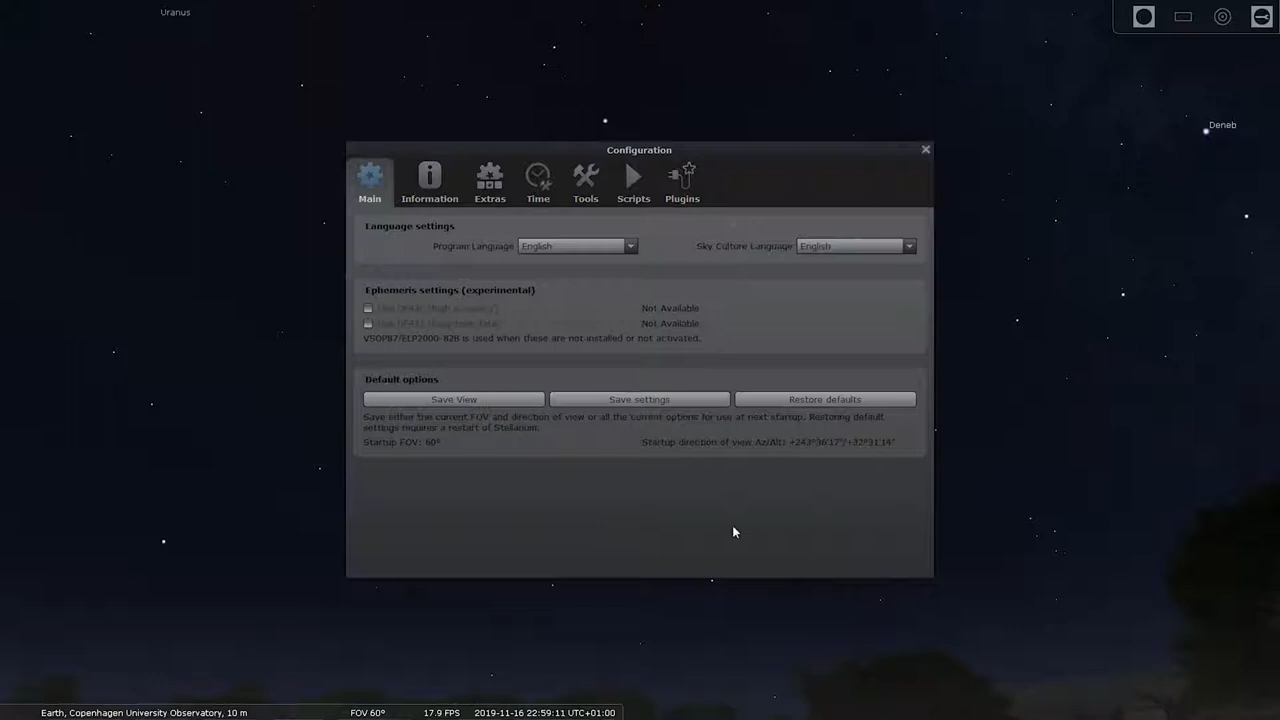 Uranus
Deneb
Configuration
Main Information Extras Time Tools Scripts Plugins
Language settings
Program Language English Sky Culture Language English
Ephemeris settings (experimental)
Not Available
Not Available
VSOP87/ELP2000-82B is used when these are not installed or not activated.
Default options
Save View Save settings Restore defaults
Save either the current FOV and direction of view or all the current options for use at next startup. Restoring default
settings requires a restart of Stellarium.
Startup FOV: 60° Startup direction of view Az/Alt: +243°36'17"/+32°31'14"
Earth, Copenhagen University Observatory, 10 m FOV 60° 17.9 FPS 2019-11-16 22:59:11 UTC+01:00